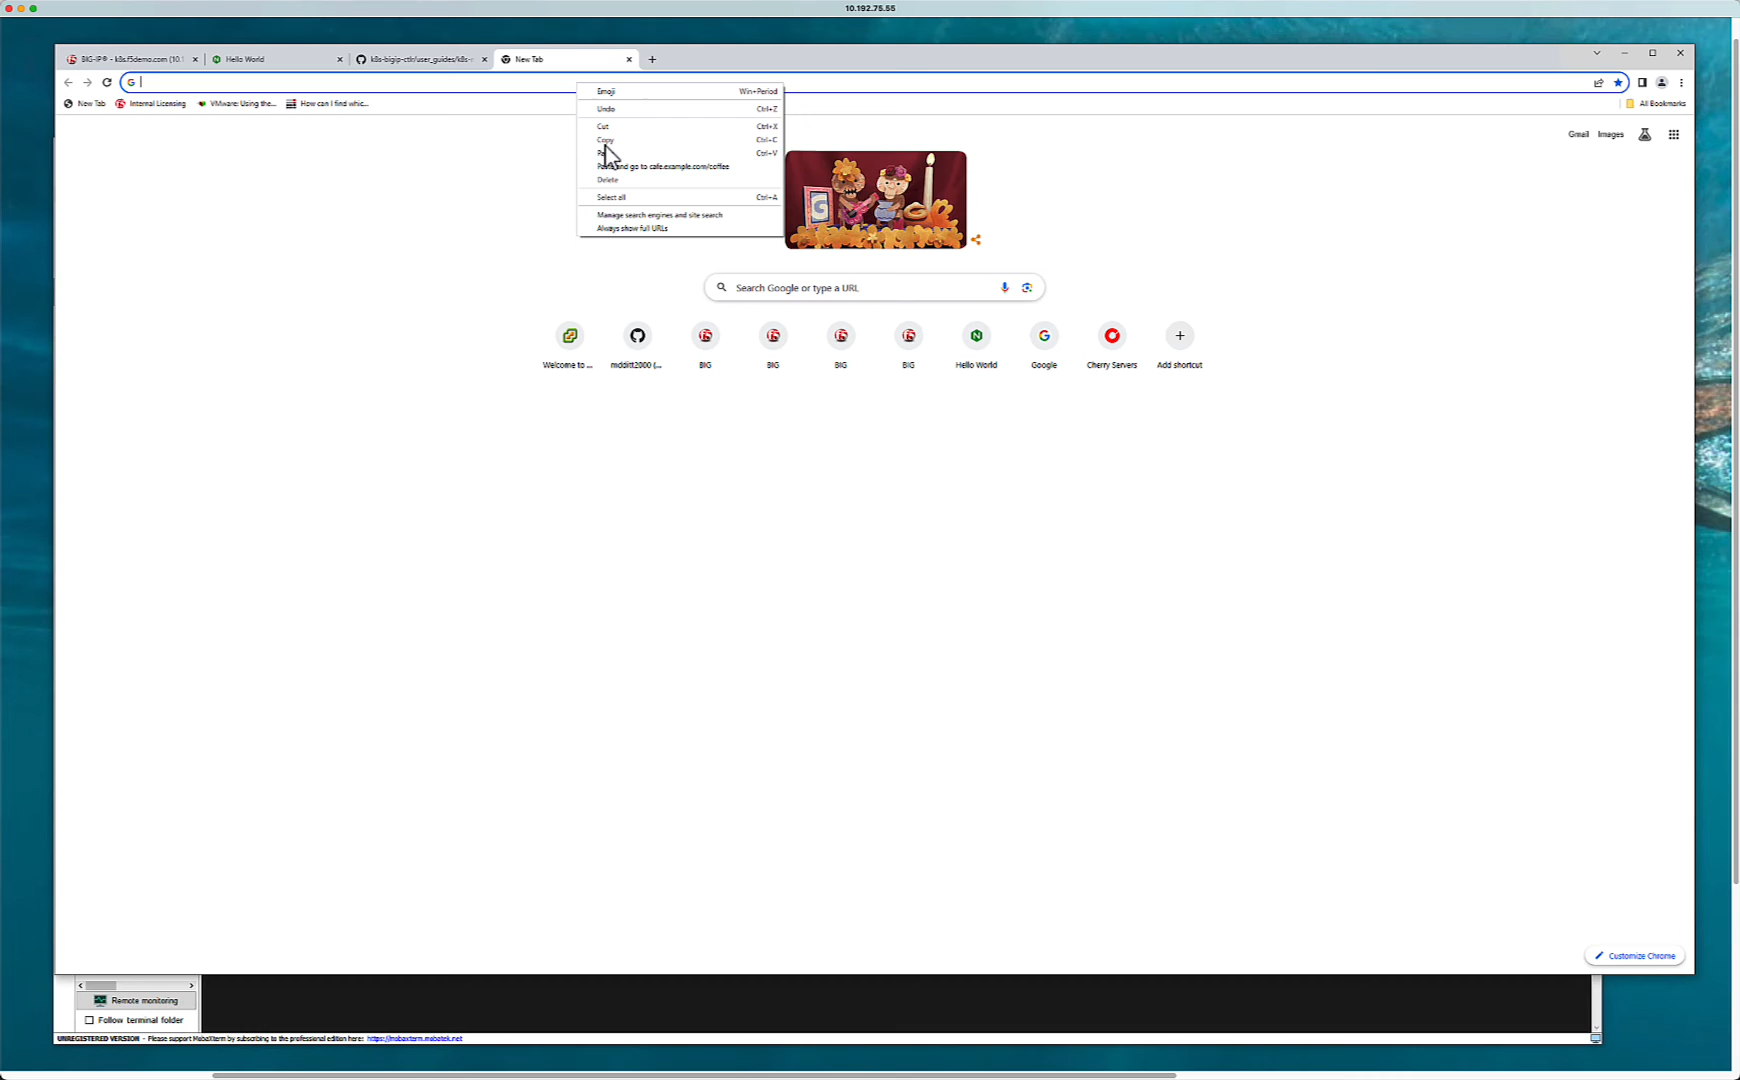 10.192.75.55
BIG-IP® - k8s.f5demo.com (10.1
Hello World
k8s-bigip-ctlr/user_guides/k8s-r
New Tab
New Tab
Internal Licensing
VMware: Using the...
How can I find whic...
All Bookmarks
Emoji Win+Period
Undo Ctrl+Z
Cut Ctrl+X
Copy Ctrl+C
Ctrl+V
and go to cafe.example.com/coffee
Delete
Select all Ctrl+A
Manage search engines and site search
Always show full URLs
Gmail Images
Search Google or type a URL
Welcome to ...
mdditt2000 (...
BIG
BIG
BIG
BIG
Hello World
Google
Cherry Servers
Add shortcut
Customize Chrome
Remote monitoring
Follow terminal folder
UNREGISTERED VERSION - Please support MobaXterm by subscribing to the professional edition here: https://mobaxterm.mobatek.net